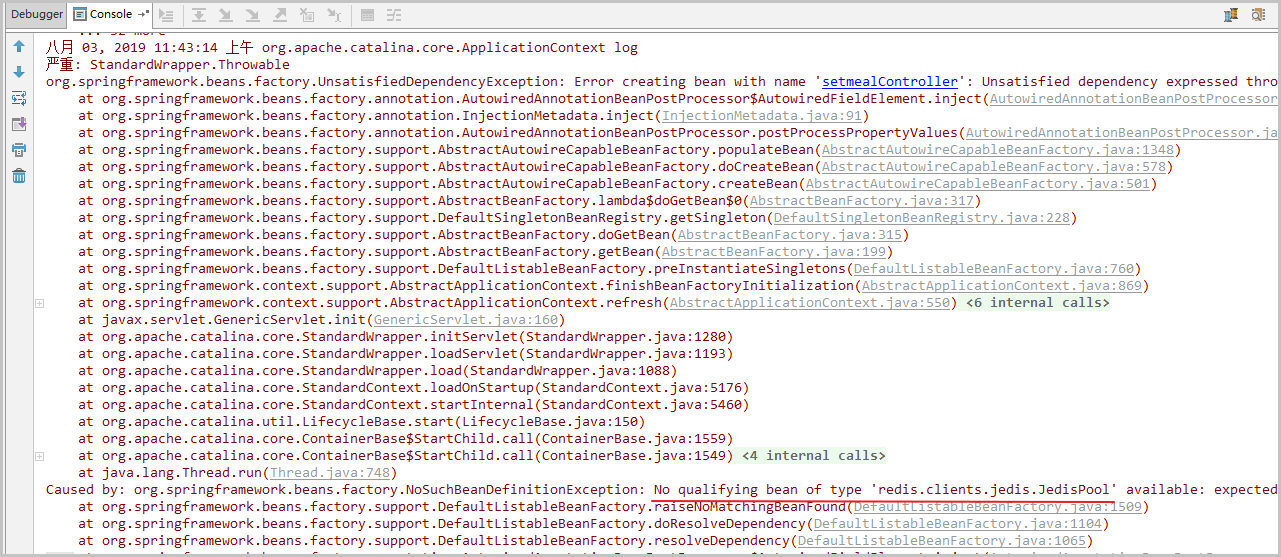 Debugger Console
... 52 more
八月 03, 2019 11:43:14 上午 org.apache.catalina.core.ApplicationContext log
严重: StandardWrapper.Throwable
org.springframework.beans.factory.UnsatisfiedDependencyException: Error creating bean with name 'setmealController': Unsatisfied dependency expressed thro
at org.springframework.beans.factory.annotation.AutowiredAnnotationBeanPostProcessor$AutowiredFieldElement.inject(AutowiredAnnotationBeanPostProcessor
at org.springframework.beans.factory.annotation.InjectionMetadata.inject(InjectionMetadata.java:91)
at org.springframework.beans.factory.annotation.AutowiredAnnotationBeanPostProcessor.postProcessPropertyValues(AutowiredAnnotationBeanPostProcessor.ja
at org.springframework.beans.factory.support.AbstractAutowireCapableBeanFactory.populateBean(AbstractAutowireCapableBeanFactory.java:1348)
at org.springframework.beans.factory.support.AbstractAutowireCapableBeanFactory.doCreateBean(AbstractAutowireCapableBeanFactory.java:578)
at org.springframework.beans.factory.support.AbstractAutowireCapableBeanFactory.createBean(AbstractAutowireCapableBeanFactory.java:501)
at org.springframework.beans.factory.support.AbstractBeanFactory.lambda$doGetBean$0(AbstractBeanFactory.java:317)
at org.springframework.beans.factory.support.DefaultSingletonBeanRegistry.getSingleton(DefaultSingletonBeanRegistry.java:228)
at org.springframework.beans.factory.support.AbstractBeanFactory.doGetBean(AbstractBeanFactory.java:315)
at org.springframework.beans.factory.support.AbstractBeanFactory.getBean(AbstractBeanFactory.java:199)
at org.springframework.beans.factory.support.DefaultListableBeanFactory.preInstantiateSingletons(DefaultListableBeanFactory.java:760)
at org.springframework.context.support.AbstractApplicationContext.finishBeanFactoryInitialization(AbstractApplicationContext.java:869)
at org.springframework.context.support.AbstractApplicationContext.refresh(AbstractApplicationContext.java:550) <6 internal calls>
at javax.servlet.GenericServlet.init(GenericServlet.java:160)
at org.apache.catalina.core.StandardWrapper.initServlet(StandardWrapper.java:1280)
at org.apache.catalina.core.StandardWrapper.loadServlet(StandardWrapper.java:1193)
at org.apache.catalina.core.StandardWrapper.load(StandardWrapper.java:1088)
at org.apache.catalina.core.StandardContext.loadOnStartup(StandardContext.java:5176)
at org.apache.catalina.core.StandardContext.startInternal(StandardContext.java:5460)
at org.apache.catalina.util.LifecycleBase.start(LifecycleBase.java:150)
at org.apache.catalina.core.ContainerBase$StartChild.call(ContainerBase.java:1559)
at org.apache.catalina.core.ContainerBase$StartChild.call(ContainerBase.java:1549) <4 internal calls>
at java.lang.Thread.run(Thread.java:748)
Caused by: org.springframework.beans.factory.NoSuchBeanDefinitionException: No qualifying bean of type 'redis.clients.jedis.JedisPool' available: expected
at org.springframework.beans.factory.support.DefaultListableBeanFactory.raiseNoMatchingBeanFound(DefaultListableBeanFactory.java:1509)
at org.springframework.beans.factory.support.DefaultListableBeanFactory.doResolveDependency(DefaultListableBeanFactory.java:1104)
at org.springframework.beans.factory.support.DefaultListableBeanFactory.resolveDependency(DefaultListableBeanFactory.java:1065)